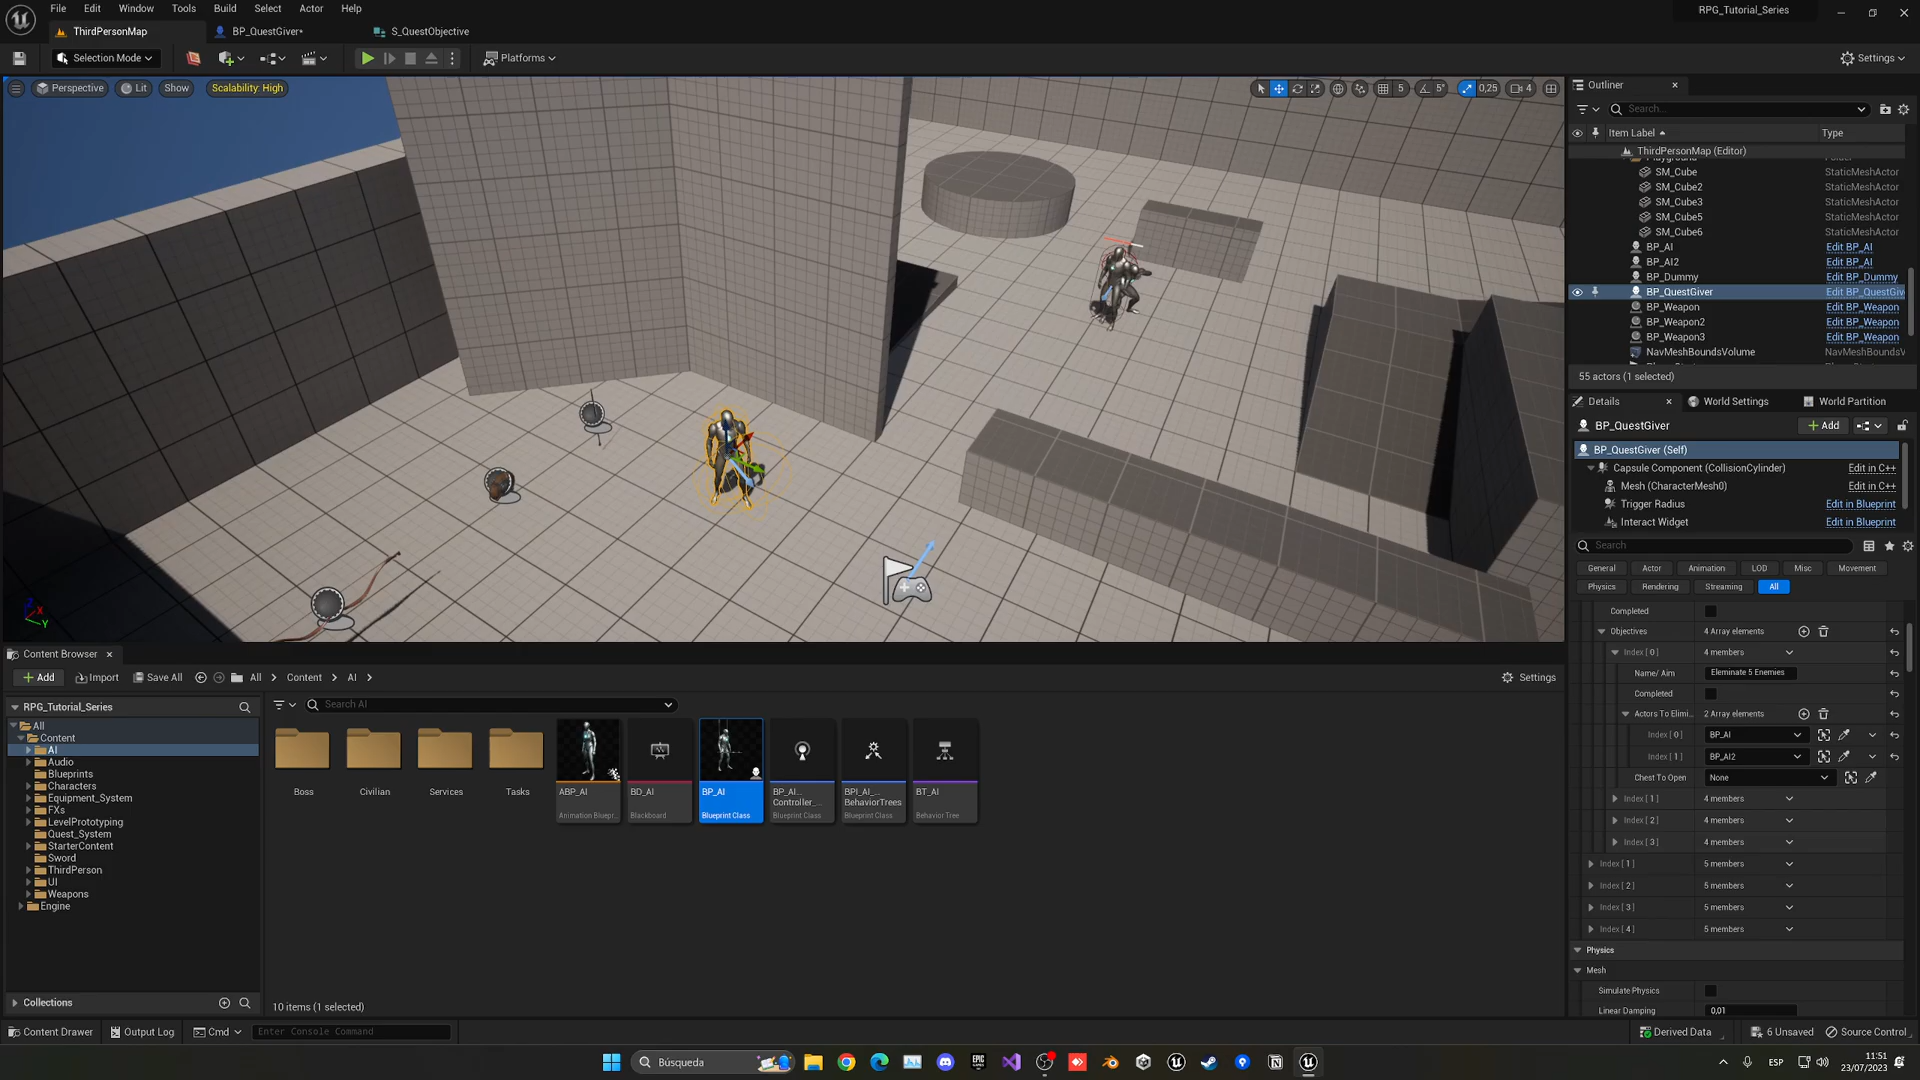 File Edit Window Tools Build Select Actor Help
RPG_Tutorial_Series
ThirdPersonMap BP_QuestGiver* S_QuestObjective
Selection Mode Platforms Settings
Perspective Lit Show Scalability: High 5 5° 0,25 4
Outliner
Search...
Item Label Type
ThirdPersonMap (Editor)
SM_Cube StaticMeshActor
SM_Cube2 StaticMeshActor
SM_Cube3 StaticMeshActor
SM_Cube5 StaticMeshActor
SM_Cube6 StaticMeshActor
BP_AI Edit BP_AI
BP_AI2 Edit BP_AI
BP_Dummy Edit BP_Dummy
BP_QuestGiver Edit BP_QuestGiv
BP_Weapon Edit BP_Weapon
BP_Weapon2 Edit BP_Weapon
BP_Weapon3 Edit BP_Weapon
NavMeshBoundsVolume NavMeshBoundsV
55 actors (1 selected)
Details World Settings World Partition
BP_QuestGiver Add
BP_QuestGiver (Self)
Capsule Component (CollisionCylinder) Edit in C++
Mesh (CharacterMesh0) Edit in C++
Trigger Radius Edit in Blueprint
Interact Widget Edit in Blueprint
Search
General Actor Animation LOD Misc Movement
Physics Rendering Streaming All
Completed
Objectives 4 Array elements
Index [ 0 ] 4 members
Name/ Aim Eleminate 5 Enemies
Completed
Actors To Elimi... 2 Array elements
Index [ 0 ] BP_AI
Index [ 1 ] BP_AI2
Chest To Open None
Index [ 1 ] 4 members
Index [ 2 ] 4 members
Index [ 3 ] 4 members
Index [ 1 ] 5 members
Index [ 2 ] 5 members
Index [ 3 ] 5 members
Index [ 4 ] 5 members
Physics
Mesh
Simulate Physics
Linear Damping 0,01
Z X Y
Content Browser
Add Import Save All All Content AI Settings
RPG_Tutorial_Series
Search AI
All
Content
AI
Audio
Blueprints
Characters
Equipment_System
FXs
LevelPrototyping
Quest_System
StarterContent
Sword
ThirdPerson
UI
Weapons
Engine
Collections
Boss Civilian Services Tasks
ABP_AI
Animation Bluepr...
BD_AI
Blackboard
BP_AI
Blueprint Class
BP_AI...
Controller_...
Blueprint Class
BPI_AI_...
BehaviorTrees
Blueprint Class
BT_AI
Behavior Tree
10 items (1 selected)
Content Drawer Output Log Cmd Enter Console Command Derived Data 6 Unsaved Source Control
Búsqueda
ESP
11:51
23/07/2023